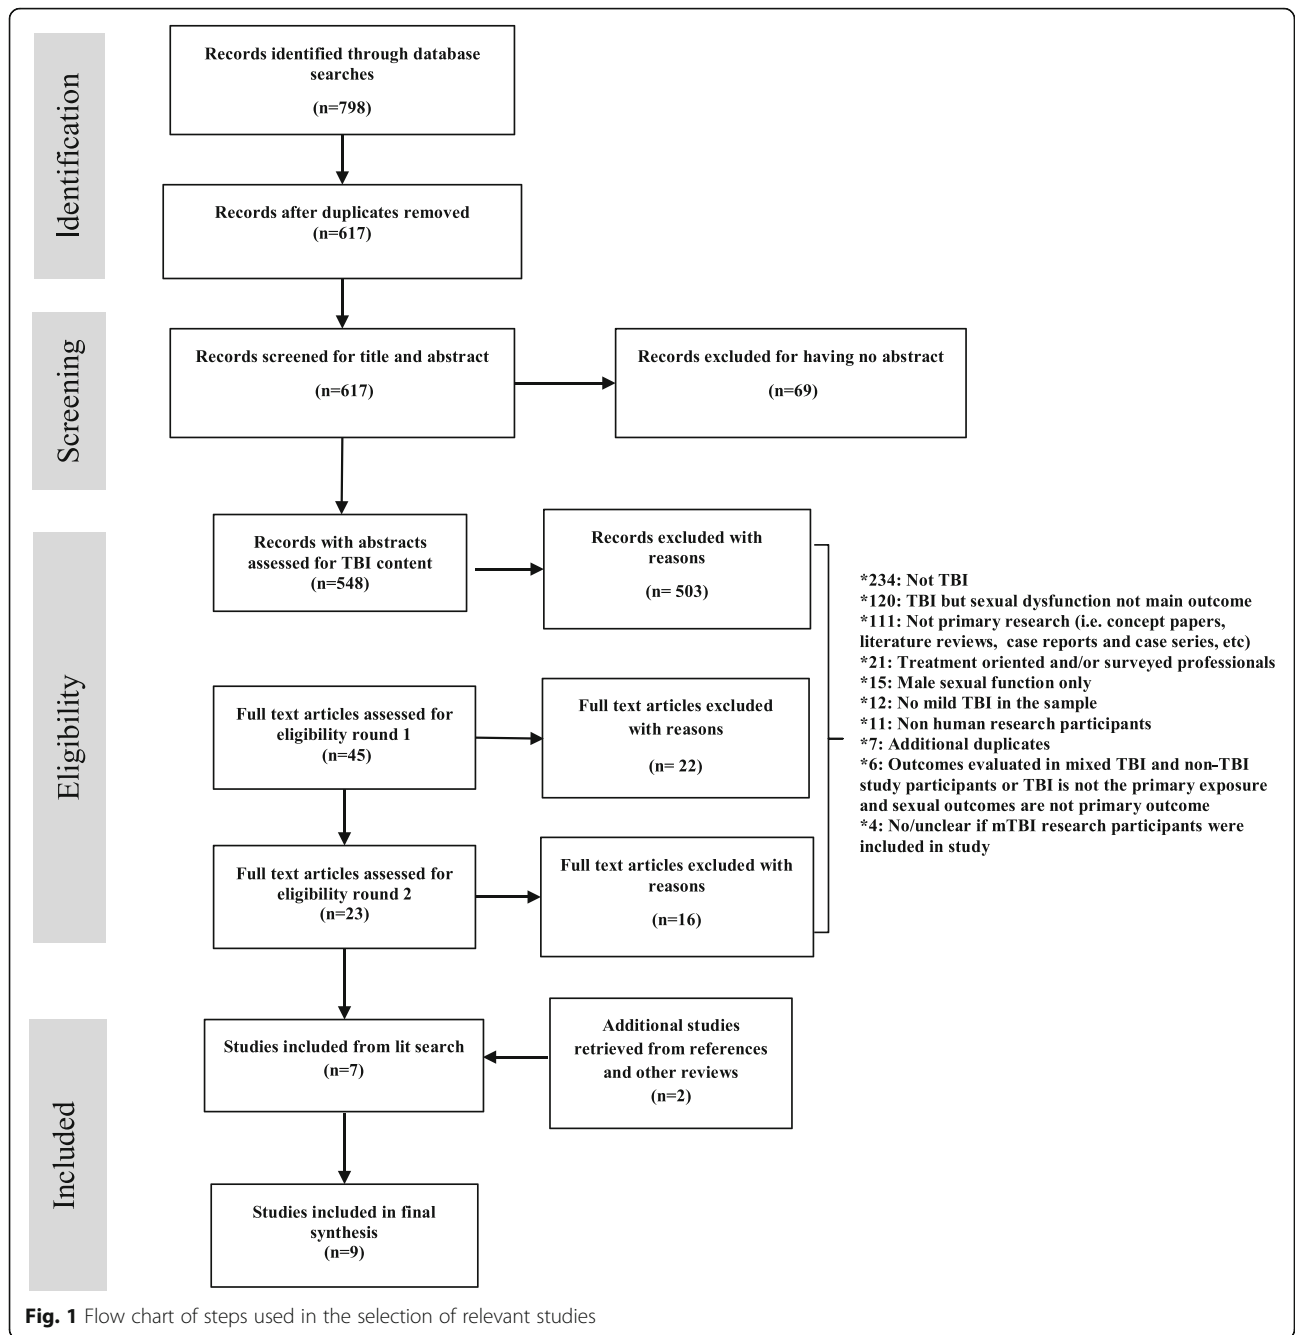 Identification
Records identified through database
searches
(n=798)
Records after duplicates removed
(n=617)
Screening
Records screened for title and abstract
(n=617)
Records excluded for having no abstract
(n=69)
Eligibility
Records with abstracts
assessed for TBI content
(n=548)
Records excluded with
reasons
(n= 503)
Full text articles assessed for
eligibility round 1
(n=45)
Full text articles excluded
with reasons
(n= 22)
Full text articles assessed for
eligibility round 2
(n=23)
Full text articles excluded with
reasons
(n=16)
*234: Not TBI
*120: TBI but sexual dysfunction not main outcome
*111: Not primary research (i.e. concept papers,
literature reviews, case reports and case series, etc)
*21: Treatment oriented and/or surveyed professionals
*15: Male sexual function only
*12: No mild TBI in the sample
*11: Non human research participants
*7: Additional duplicates
*6: Outcomes evaluated in mixed TBI and non-TBI
study participants or TBI is not the primary exposure
and sexual outcomes are not primary outcome
*4: No/unclear if mTBI research participants were
included in study
Included
Studies included from lit search
(n=7)
Additional studies
retrieved from references
and other reviews
(n=2)
Studies included in final
synthesis
(n=9)
Fig. 1 Flow chart of steps used in the selection of relevant studies